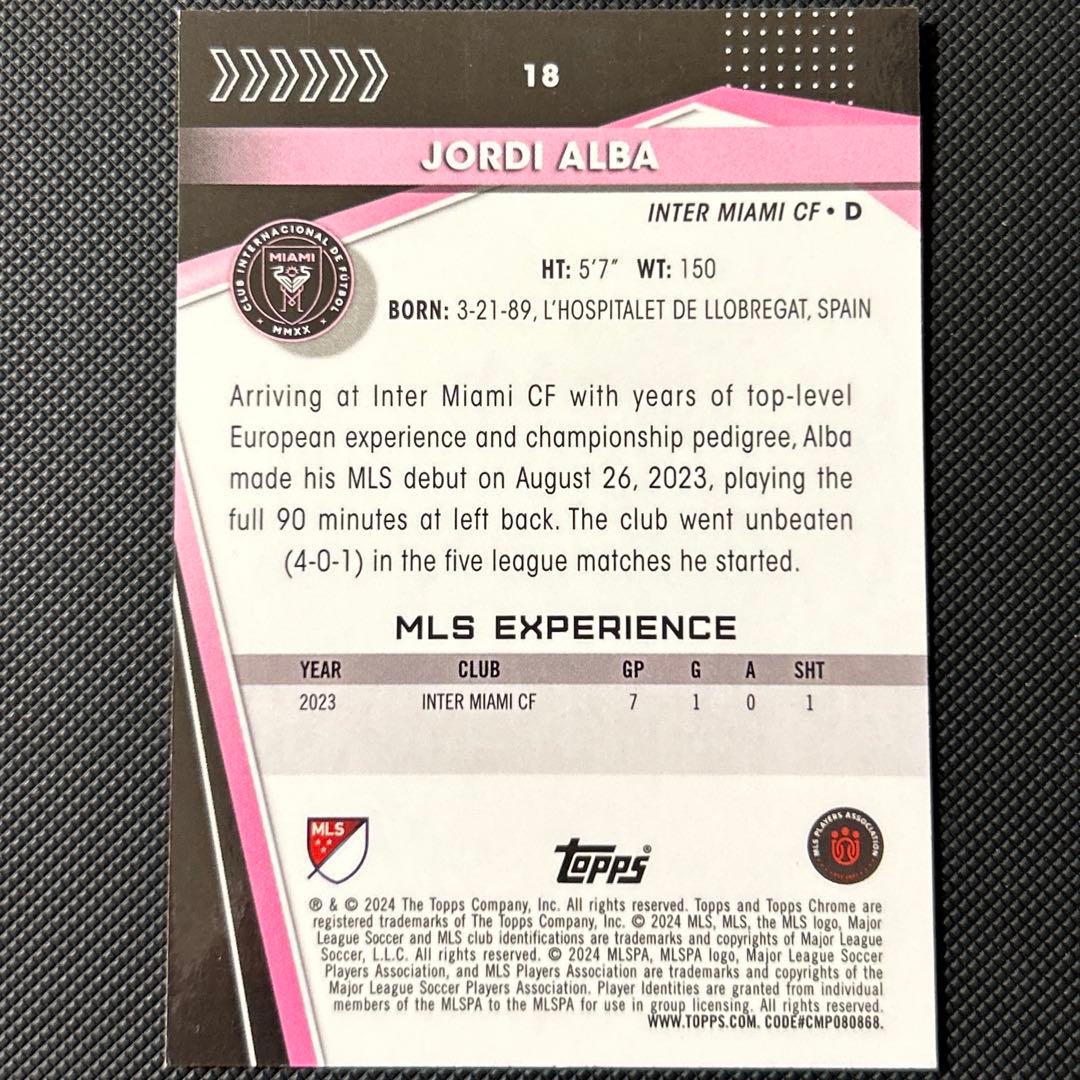 18
JORDI ALBA
INTER MIAMI CF • D
CLUB INTERNACIONAL DE FÚTBOL
MIAMI
MMXX
HT: 5'7" WT: 150
BORN: 3-21-89, L'HOSPITALET DE LLOBREGAT, SPAIN
Arriving at Inter Miami CF with years of top-level
European experience and championship pedigree, Alba
made his MLS debut on August 26, 2023, playing the
full 90 minutes at left back. The club went unbeaten
(4-0-1) in the five league matches he started.
MLS EXPERIENCE
YEAR CLUB GP G A SHT
2023 INTER MIAMI CF 7 1 0 1
MLS
Topps®
MLS PLAYERS ASSOCIATION
® & © 2024 The Topps Company, Inc. All rights reserved. Topps and Topps Chrome are
registered trademarks of The Topps Company, Inc. © 2024 MLS, MLS, the MLS logo, Major
League Soccer and MLS club identifications are trademarks and copyrights of Major League
Soccer, L.L.C. All rights reserved. © 2024 MLSPA, MLSPA logo, Major League Soccer
Players Association, and MLS Players Association are trademarks and copyrights of the
Major League Soccer Players Association. Player Identities are granted from individual
members of the MLSPA to the MLSPA for use in group licensing. All rights reserved.
WWW.TOPPS.COM. CODE#CMP080868.